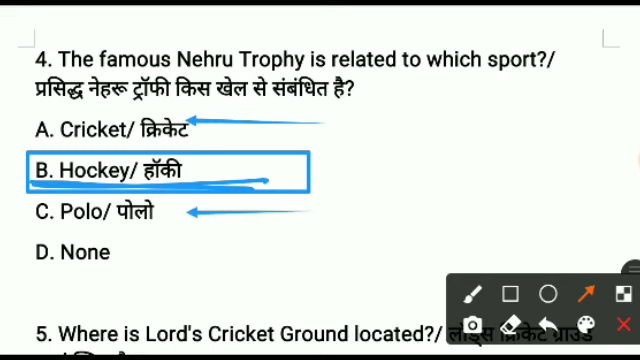 4. The famous Nehru Trophy is related to which sport?/
प्रसिद्ध नेहरू ट्रॉफी किस खेल से संबंधित है?
A. Cricket/ क्रिकेट
B. Hockey/ हॉकी
C. Polo/ पोलो
D. None
5. Where is Lord's Cricket Ground located?/ लॉर्ड्स क्रिकेट ग्राउंड